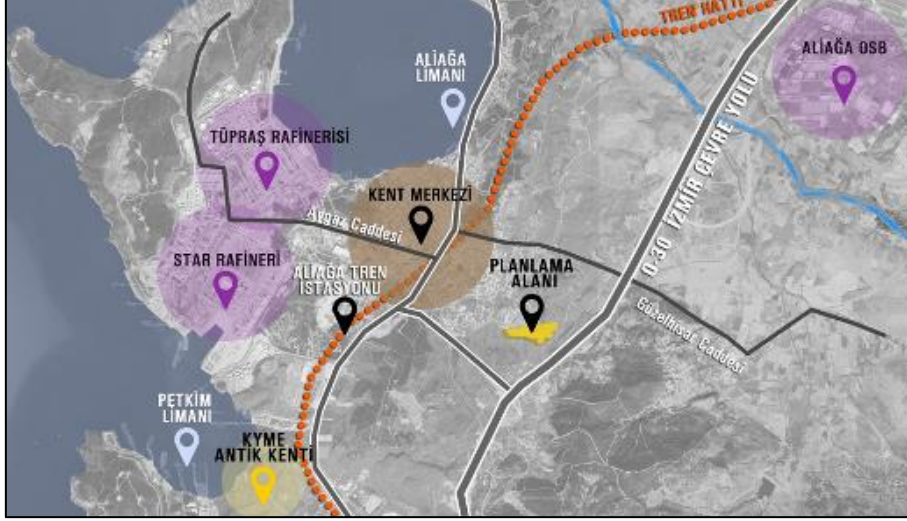 TREN HATTI
ALİAĞA OSB
ALİAĞA
LİMANI
O-30 İZMİR ÇEVRE YOLU
TÜPRAŞ RAFİNERİSİ
KENT MERKEZİ
Caddesi
STAR RAFİNERİ
ALİAĞA TREN
İSTASYONU
PLANLAMA
ALANI
Güzelhisar Caddesi
PETKİM
LİMANI
KYME
ANTİK KENTİ